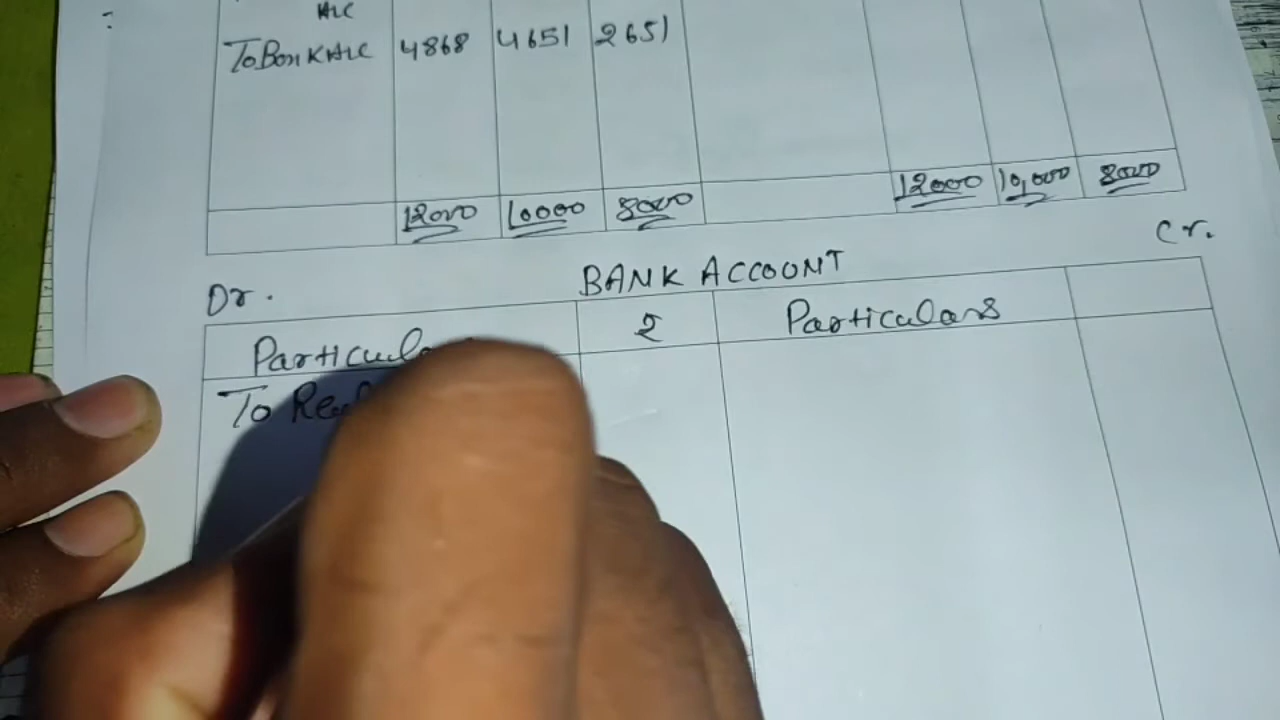 A/C
To Bank A/C 4868 4651 2651
12000 10,000 8000
12000 10000 8000
Cr.
Dr. BANK ACCOUNT
Particulars
₹ Particulars
To